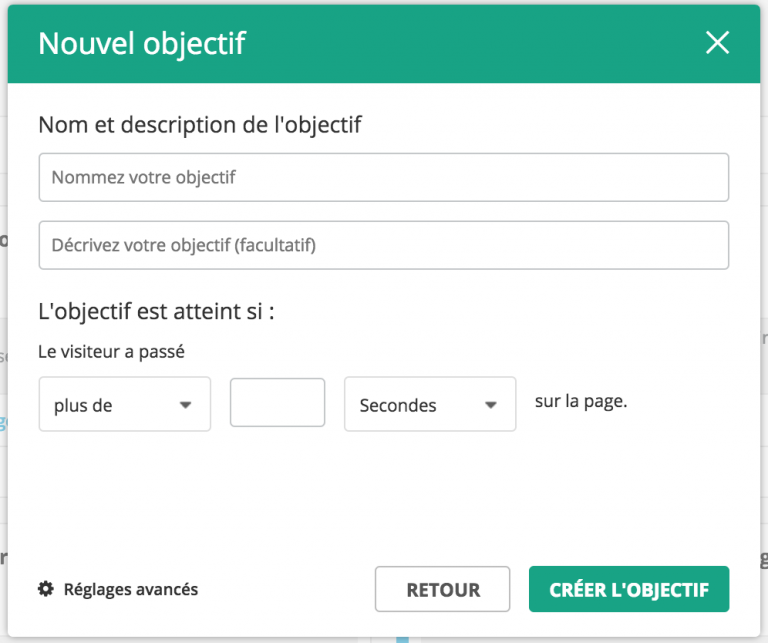 Nouvel objectif
Nom et description de l'objectif
Nommez votre objectif
Décrivez votre objectif (facultatif)
L'objectif est atteint si :
Le visiteur a passé
plus de Secondes sur la page.
Réglages avancés RETOUR CRÉER L'OBJECTIF